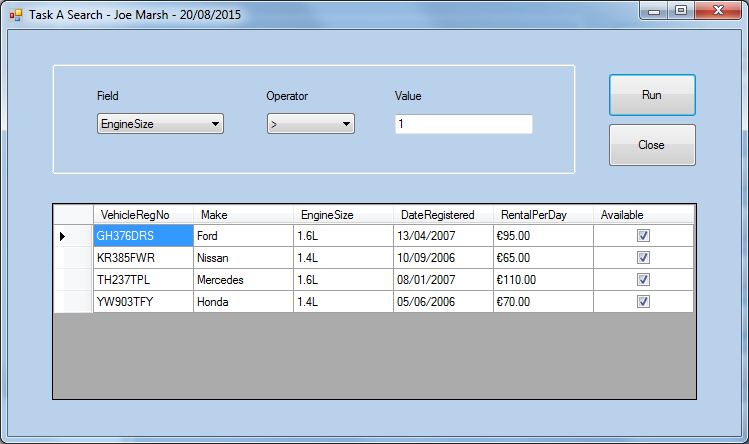 Task A Search - Joe Marsh - 20/08/2015
Field Operator Value
EngineSize > 1
Run
Close
VehicleRegNo Make EngineSize DateRegistered RentalPerDay Available
GH376DRS Ford 1.6L 13/04/2007 €95.00
KR385FWR Nissan 1.4L 10/09/2006 €65.00
TH237TPL Mercedes 1.6L 08/01/2007 €110.00
YW903TFY Honda 1.4L 05/06/2006 €70.00